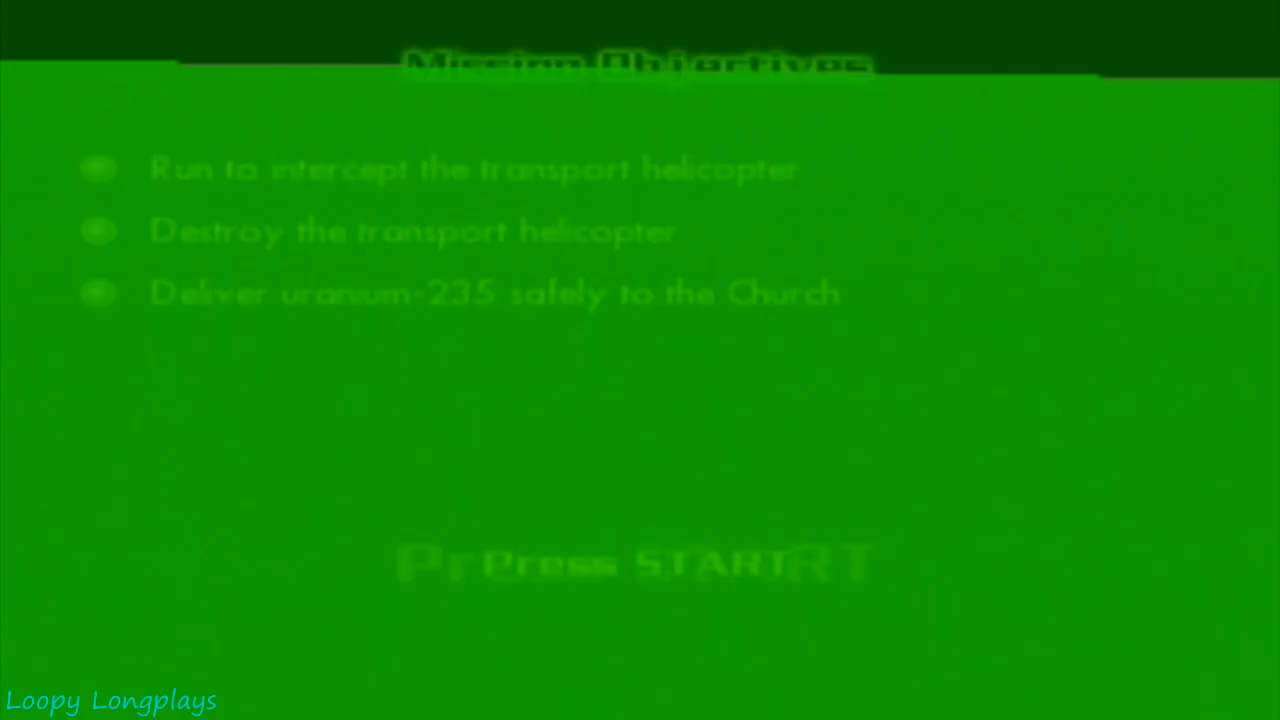 Mission Objectives
Run to intercept the transport helicopter
Destroy the transport helicopter
Deliver uranium-235 safely to the Church
Press START
Loopy Longplays